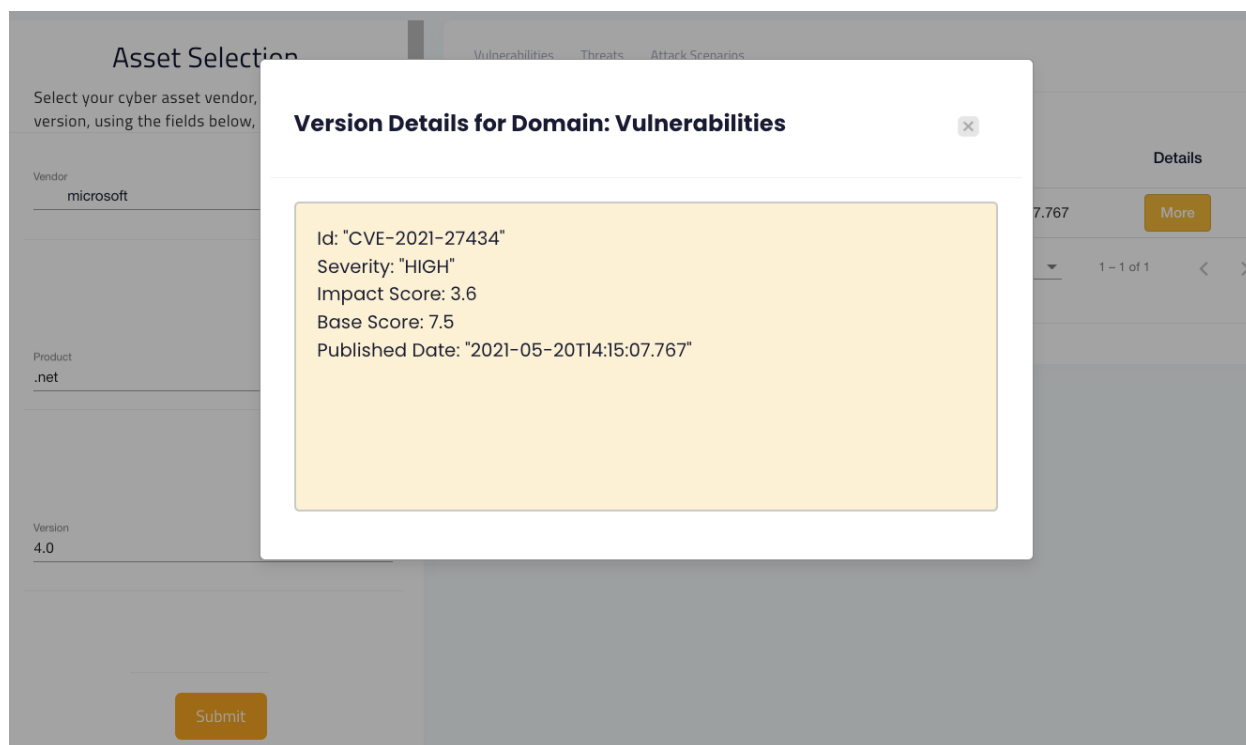 Asset Selection
Vulnerabilities Threats Attack Scenarios
Select your cyber asset vendor,
version, using the fields below,
Version Details for Domain: Vulnerabilities
Details
Vendor
microsoft
7.767
More
Id: "CVE-2021-27434"
Severity: "HIGH"
1 – 1 of 1
Impact Score: 3.6
Base Score: 7.5
Published Date: "2021-05-20T14:15:07.767"
Product
.net
Version
4.0
Submit